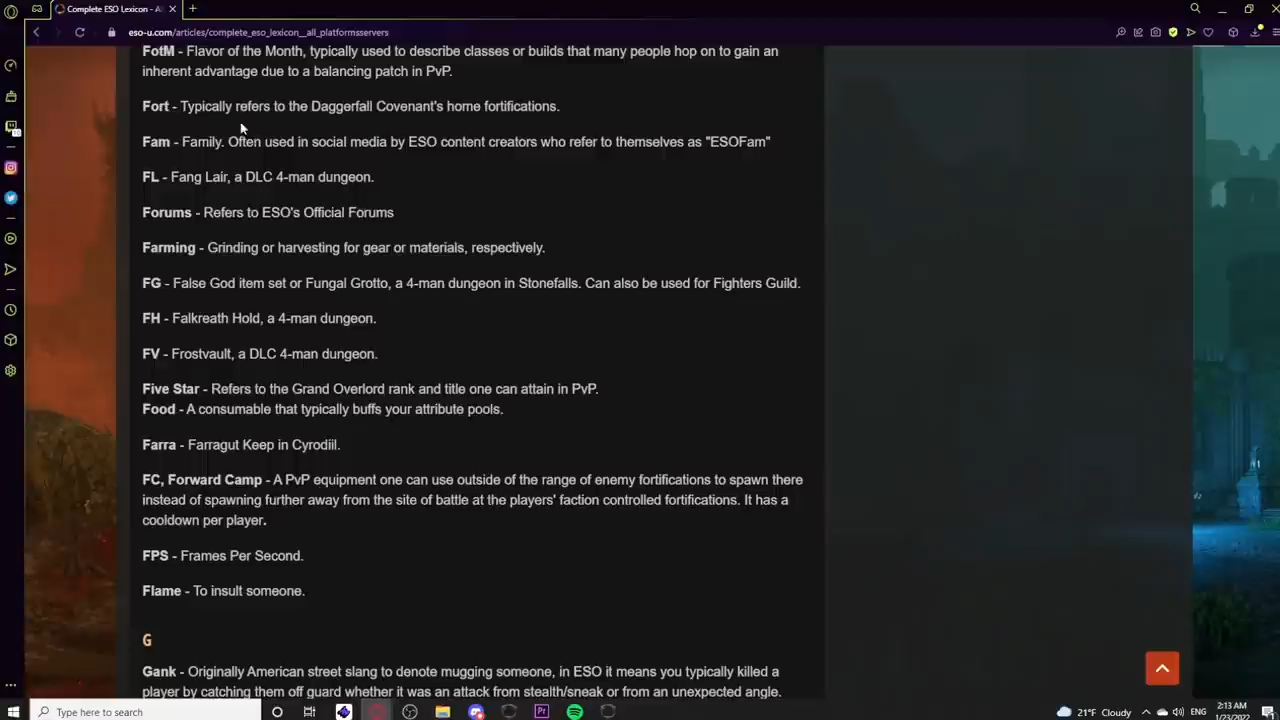 Complete ESO Lexicon - A
eso-u.com/articles/complete_eso_lexicon__all_platformsservers
FotM - Flavor of the Month, typically used to describe classes or builds that many people hop on to gain an
inherent advantage due to a balancing patch in PvP.
Fort - Typically refers to the Daggerfall Covenant's home fortifications.
Fam - Family. Often used in social media by ESO content creators who refer to themselves as "ESOFam"
FL - Fang Lair, a DLC 4-man dungeon.
Forums - Refers to ESO's Official Forums
Farming - Grinding or harvesting for gear or materials, respectively.
FG - False God item set or Fungal Grotto, a 4-man dungeon in Stonefalls. Can also be used for Fighters Guild.
FH - Falkreath Hold, a 4-man dungeon.
FV - Frostvault, a DLC 4-man dungeon.
Five Star - Refers to the Grand Overlord rank and title one can attain in PvP.
Food - A consumable that typically buffs your attribute pools.
Farra - Farragut Keep in Cyrodiil.
FC, Forward Camp - A PvP equipment one can use outside of the range of enemy fortifications to spawn there
instead of spawning further away from the site of battle at the players' faction controlled fortifications. It has a
cooldown per player.
FPS - Frames Per Second.
Flame - To insult someone.
G
Gank - Originally American street slang to denote mugging someone, in ESO it means you typically killed a
player by catching them off guard whether it was an attack from stealth/sneak or from an unexpected angle.
Type here to search
Pr
21°F Cloudy
ENG
2:13 AM
1/23/2022